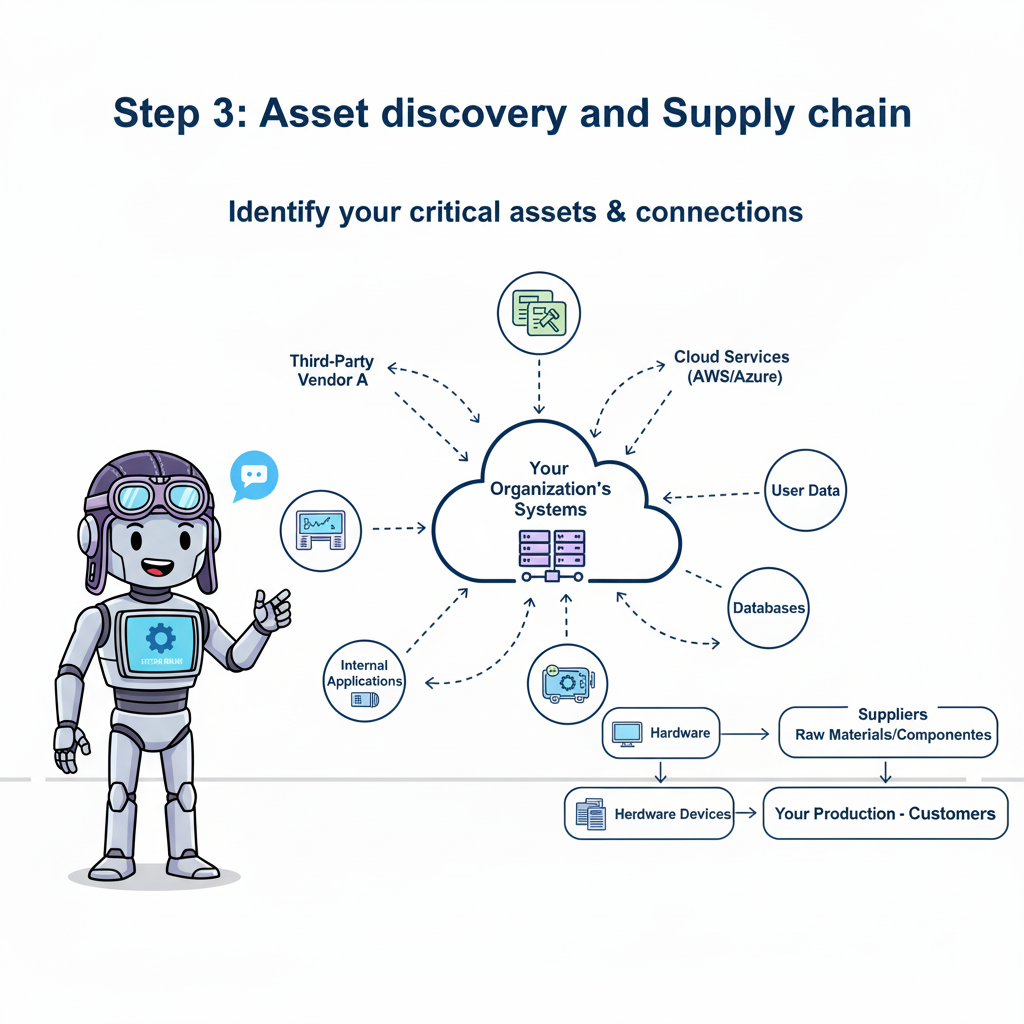 Step 3: Asset discovery and Supply chain
Identify your critical assets & connections
Third-Party
Vendor A
Cloud Services
(AWS/Azure)
Your
Organization's
Systems
User Data
Databases
Internal
Applications
Hardware
Suppliers
Raw Materials/Componentes
Herdware Devices
Your Production - Customers